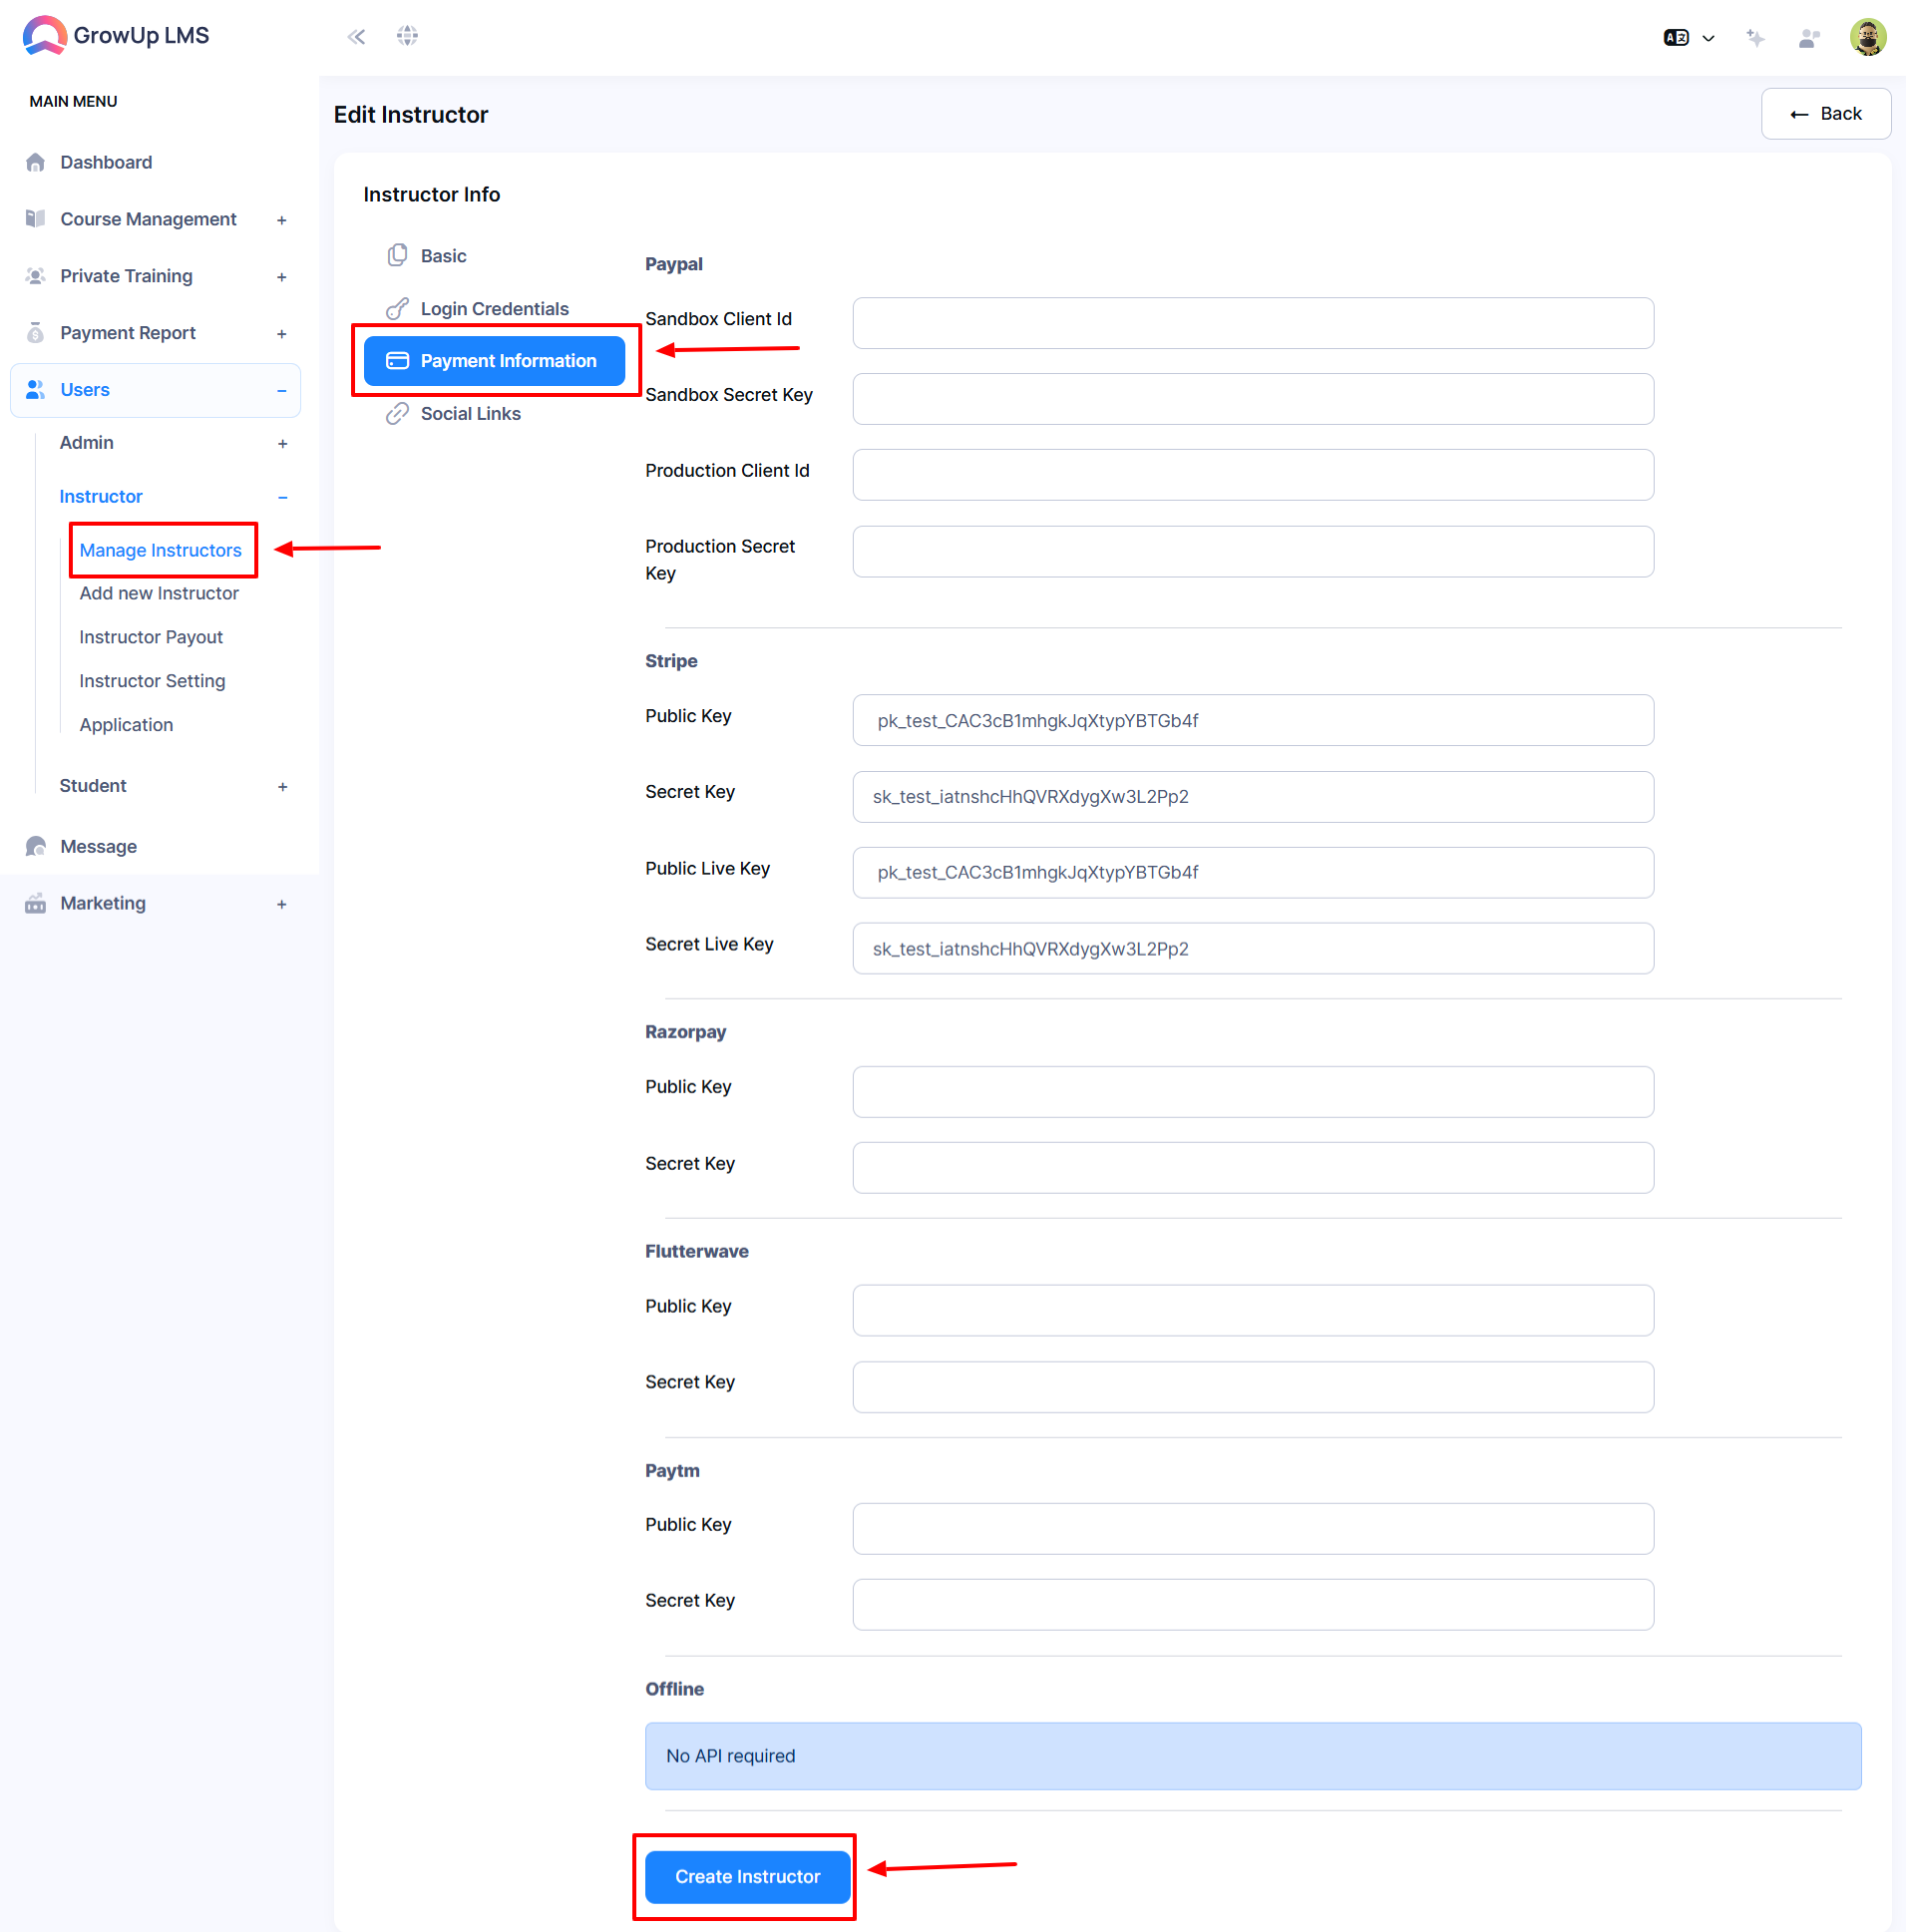 GrowUp LMS
MAIN MENU
Dashboard
Course Management +
Private Training +
Payment Report +
Users –
Admin +
Instructor –
Manage Instructors
Add new Instructor
Instructor Payout
Instructor Setting
Application
Student +
Message
Marketing +
Edit Instructor
← Back
Instructor Info
Basic
Login Credentials
Payment Information
Social Links
Paypal
Sandbox Client Id
Sandbox Secret Key
Production Client Id
Production Secret
Key
Stripe
Public Key pk_test_CAC3cB1mhgkJqXtypYBTGb4f
Secret Key sk_test_iatnshcHhQVRXdygXw3L2Pp2
Public Live Key pk_test_CAC3cB1mhgkJqXtypYBTGb4f
Secret Live Key sk_test_iatnshcHhQVRXdygXw3L2Pp2
Razorpay
Public Key
Secret Key
Flutterwave
Public Key
Secret Key
Paytm
Public Key
Secret Key
Offline
No API required
Create Instructor